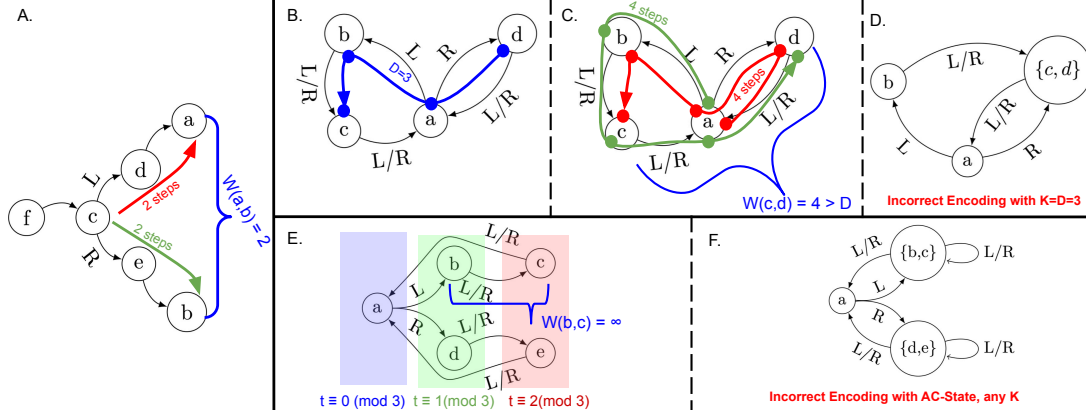 A.
f
c
d
a
e
b
L
R
2 steps
2 steps
W(a,b) = 2
B.
b
d
c
a
L
R
L/R
L/R
L/R
D=3
C.
b
d
c
a
L
R
L/R
L/R
L/R
4 steps
4 steps
W(c,d) = 4 > D
D.
b
{c, d}
a
L/R
L/R
L
R
Incorrect Encoding with K=D=3
E.
a
b
c
d
e
L/R
L
L/R
R
L/R
L/R
W(b,c) = ∞
t ≡ 0 (mod 3)
t ≡ 1(mod 3)
t ≡ 2(mod 3)
F.
{b,c}
a
{d,e}
L/R
L
L/R
R
L/R
L/R
Incorrect Encoding with AC-State, any K